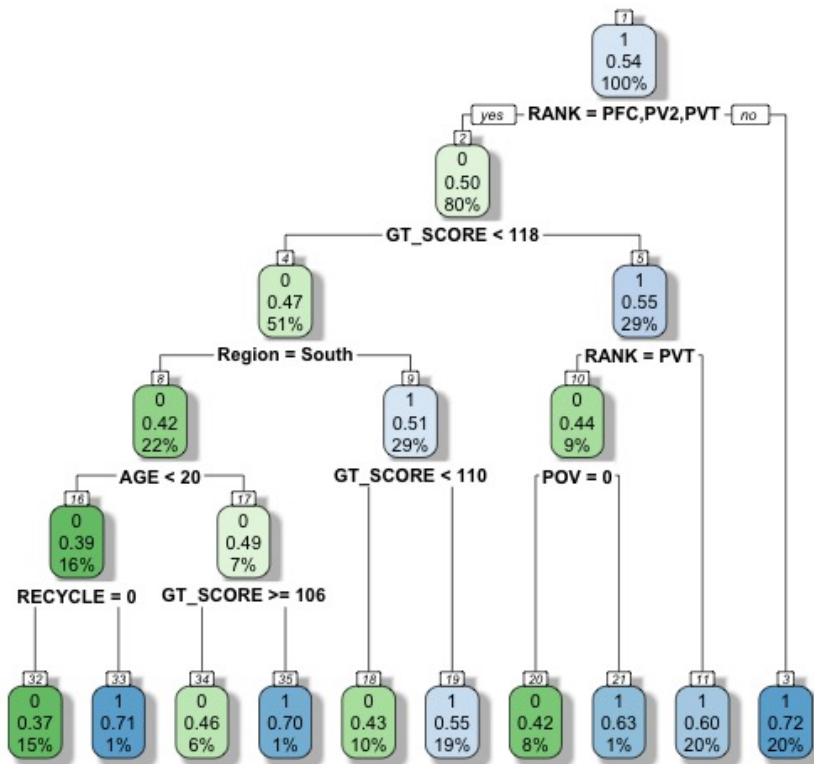 1
1
0.54
100%
yes RANK = PFC,PV2,PVT no
2
0
0.50
80%
GT_SCORE < 118
4 5
0 1
0.47 0.55
51% 29%
Region = South RANK = PVT
8 9 10
0 1 0
0.42 0.51 0.44
22% 29% 9%
AGE < 20 GT_SCORE < 110 POV = 0
16 17
0 0
0.39 0.49
16% 7%
RECYCLE = 0 GT_SCORE >= 106
32 33 34 35 18 19 20 21 11 3
0 1 0 1 0 1 0 1 1 1
0.37 0.71 0.46 0.70 0.43 0.55 0.42 0.63 0.60 0.72
15% 1% 6% 1% 10% 19% 8% 1% 20% 20%